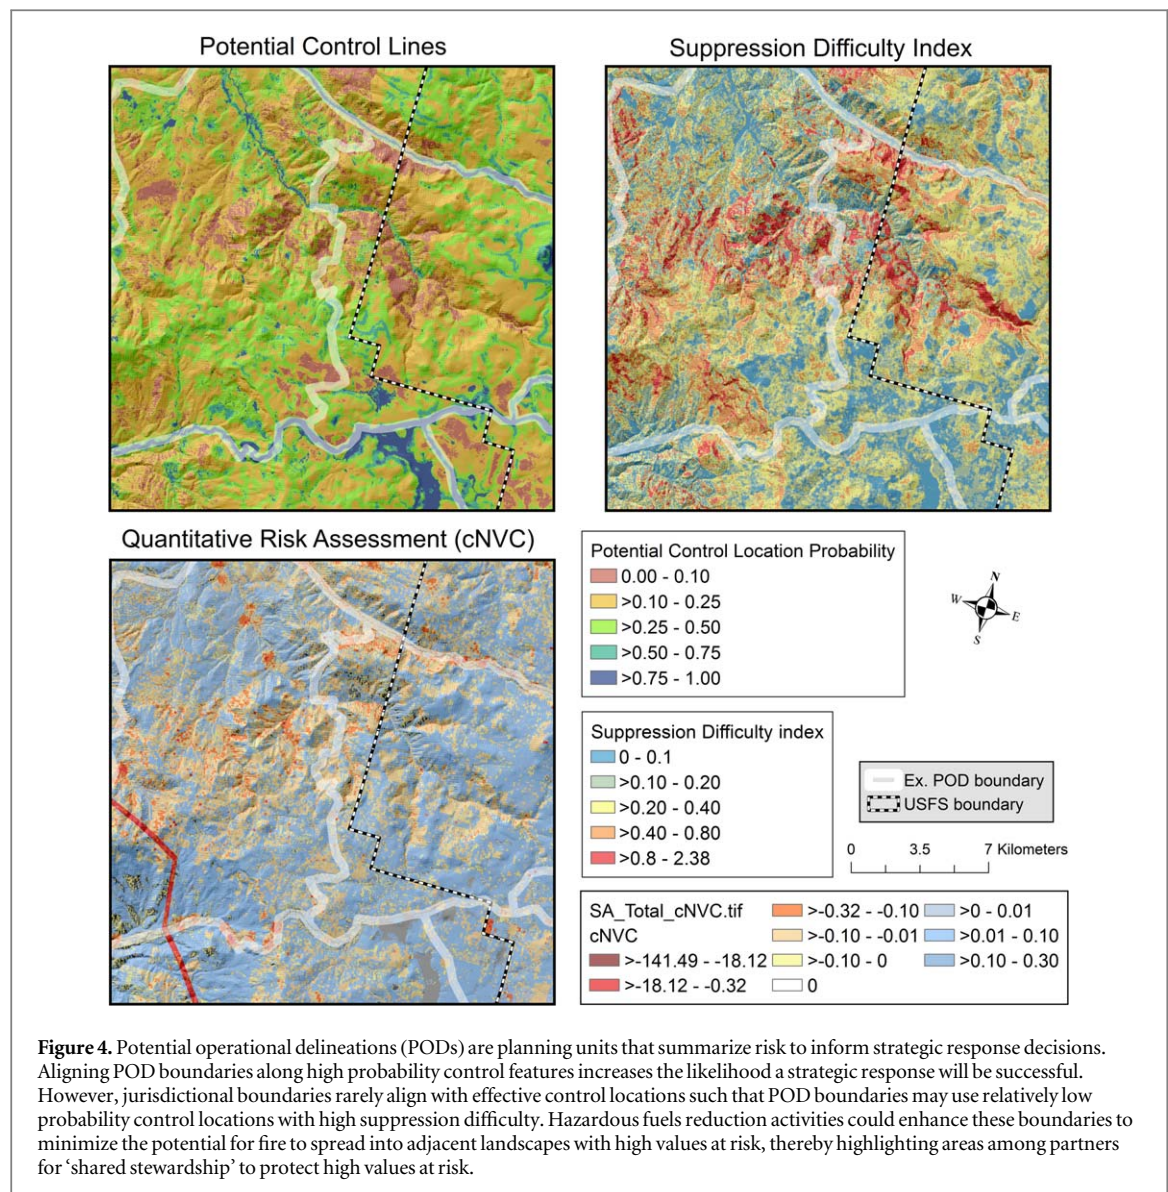 Potential Control Lines
Suppression Difficulty Index
Quantitative Risk Assessment (cNVC)
Potential Control Location Probability
0.00 - 0.10
>0.10 - 0.25
>0.25 - 0.50
>0.50 - 0.75
>0.75 - 1.00
N
W
E
S
Suppression Difficulty index
0 - 0.1
>0.10 - 0.20
>0.20 - 0.40
>0.40 - 0.80
>0.8 - 2.38
Ex. POD boundary
USFS boundary
0 3.5 7 Kilometers
SA_Total_cNVC.tif
cNVC
>-141.49 - -18.12
>-18.12 - -0.32
>-0.32 - -0.10
>-0.10 - -0.01
>-0.10 - 0
0
>0 - 0.01
>0.01 - 0.10
>0.10 - 0.30
Figure 4. Potential operational delineations (PODs) are planning units that summarize risk to inform strategic response decisions.
Aligning POD boundaries along high probability control features increases the likelihood a strategic response will be successful.
However, jurisdictional boundaries rarely align with effective control locations such that POD boundaries may use relatively low
probability control locations with high suppression difficulty. Hazardous fuels reduction activities could enhance these boundaries to
minimize the potential for fire to spread into adjacent landscapes with high values at risk, thereby highlighting areas among partners
for ‘shared stewardship’ to protect high values at risk.